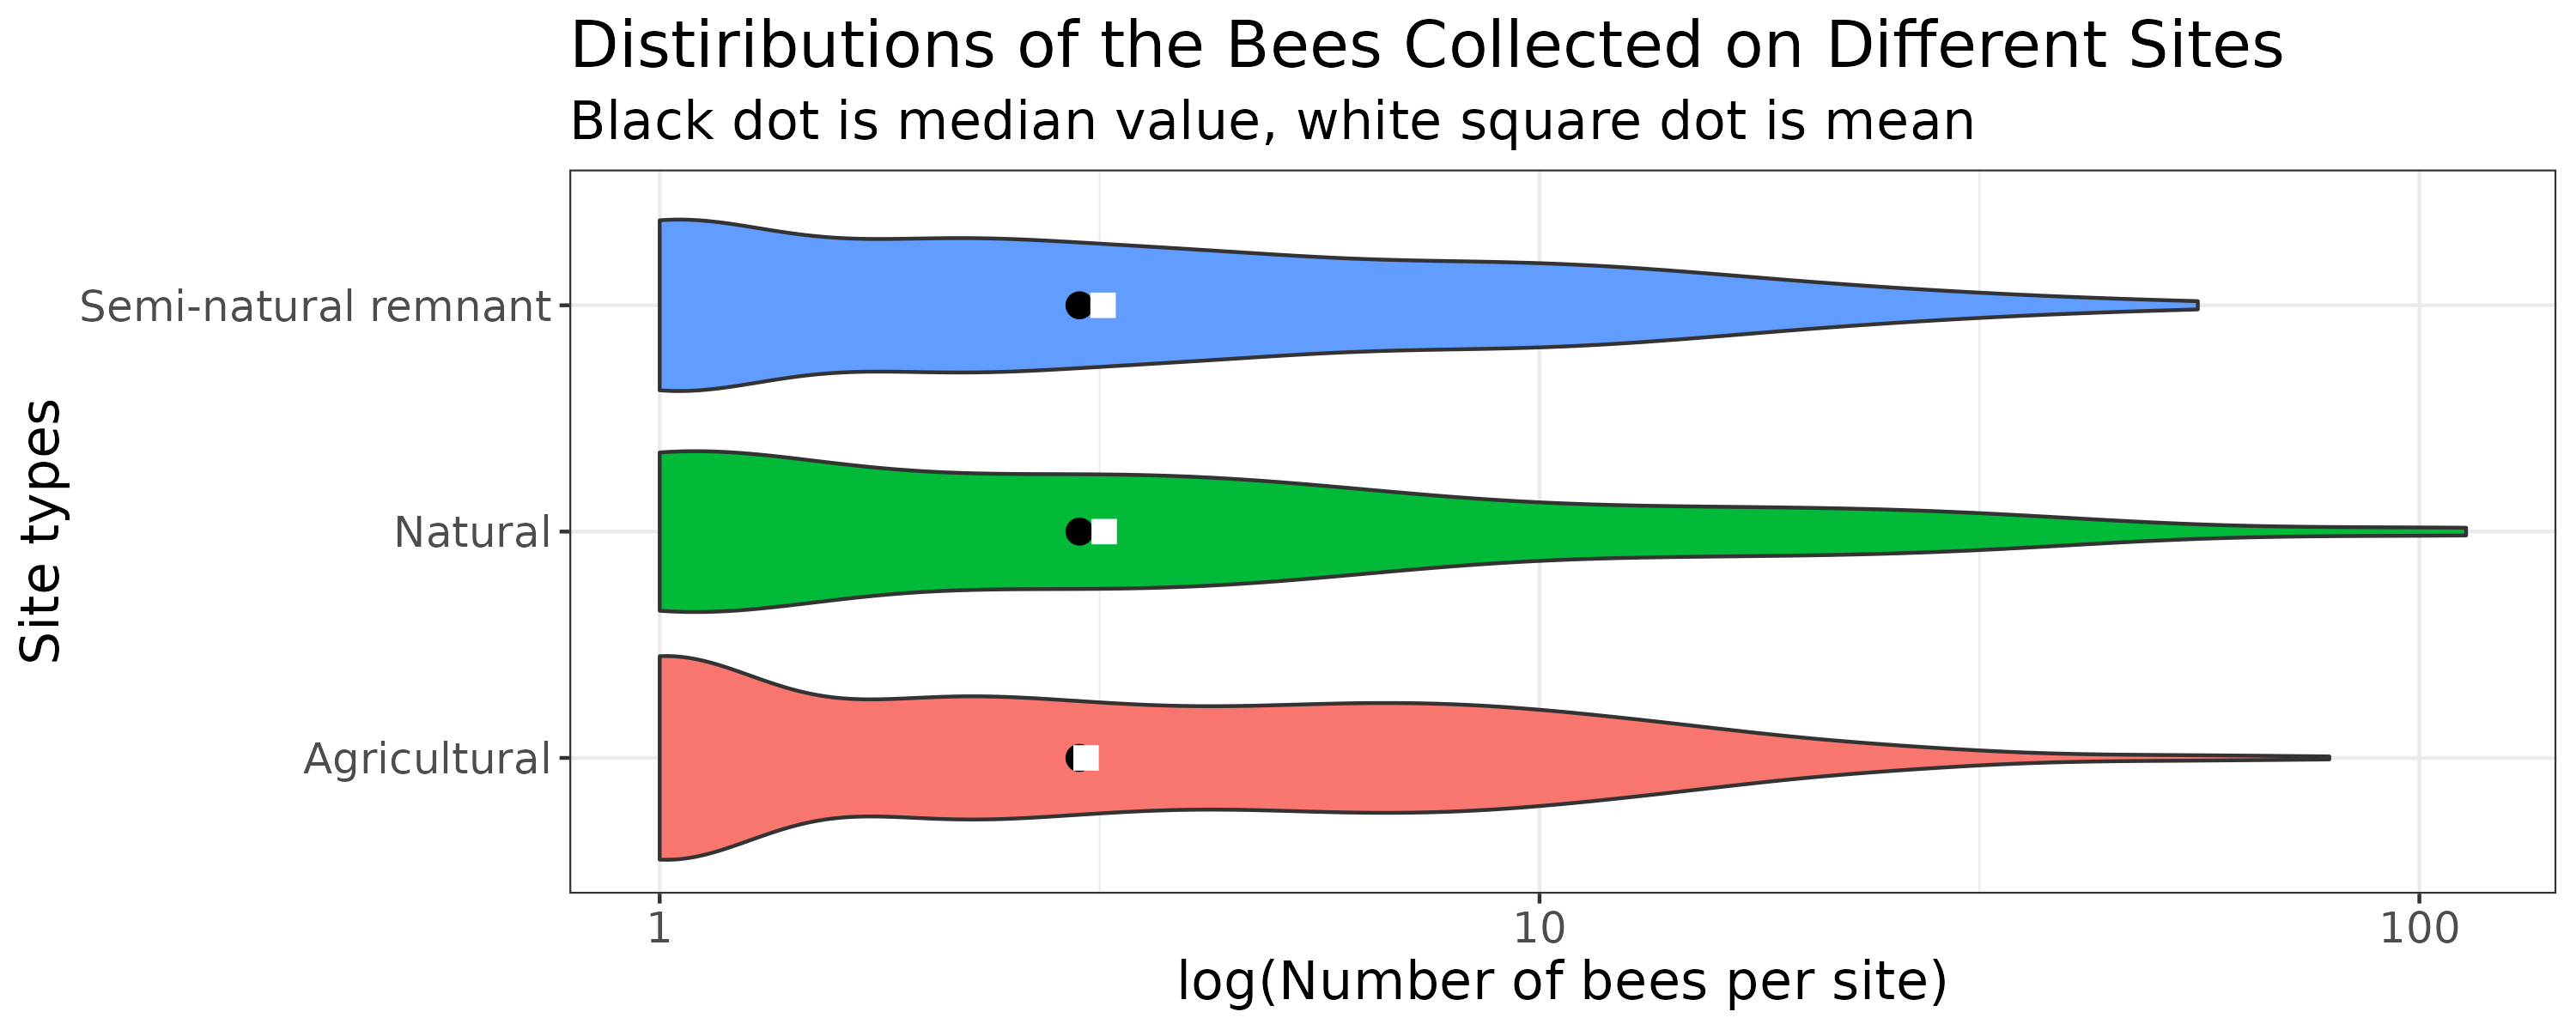 Distiributions of the Bees Collected on Different Sites
Black dot is median value, white square dot is mean
Site types
Semi-natural remnant
Natural
Agricultural
1 10 100
log(Number of bees per site)